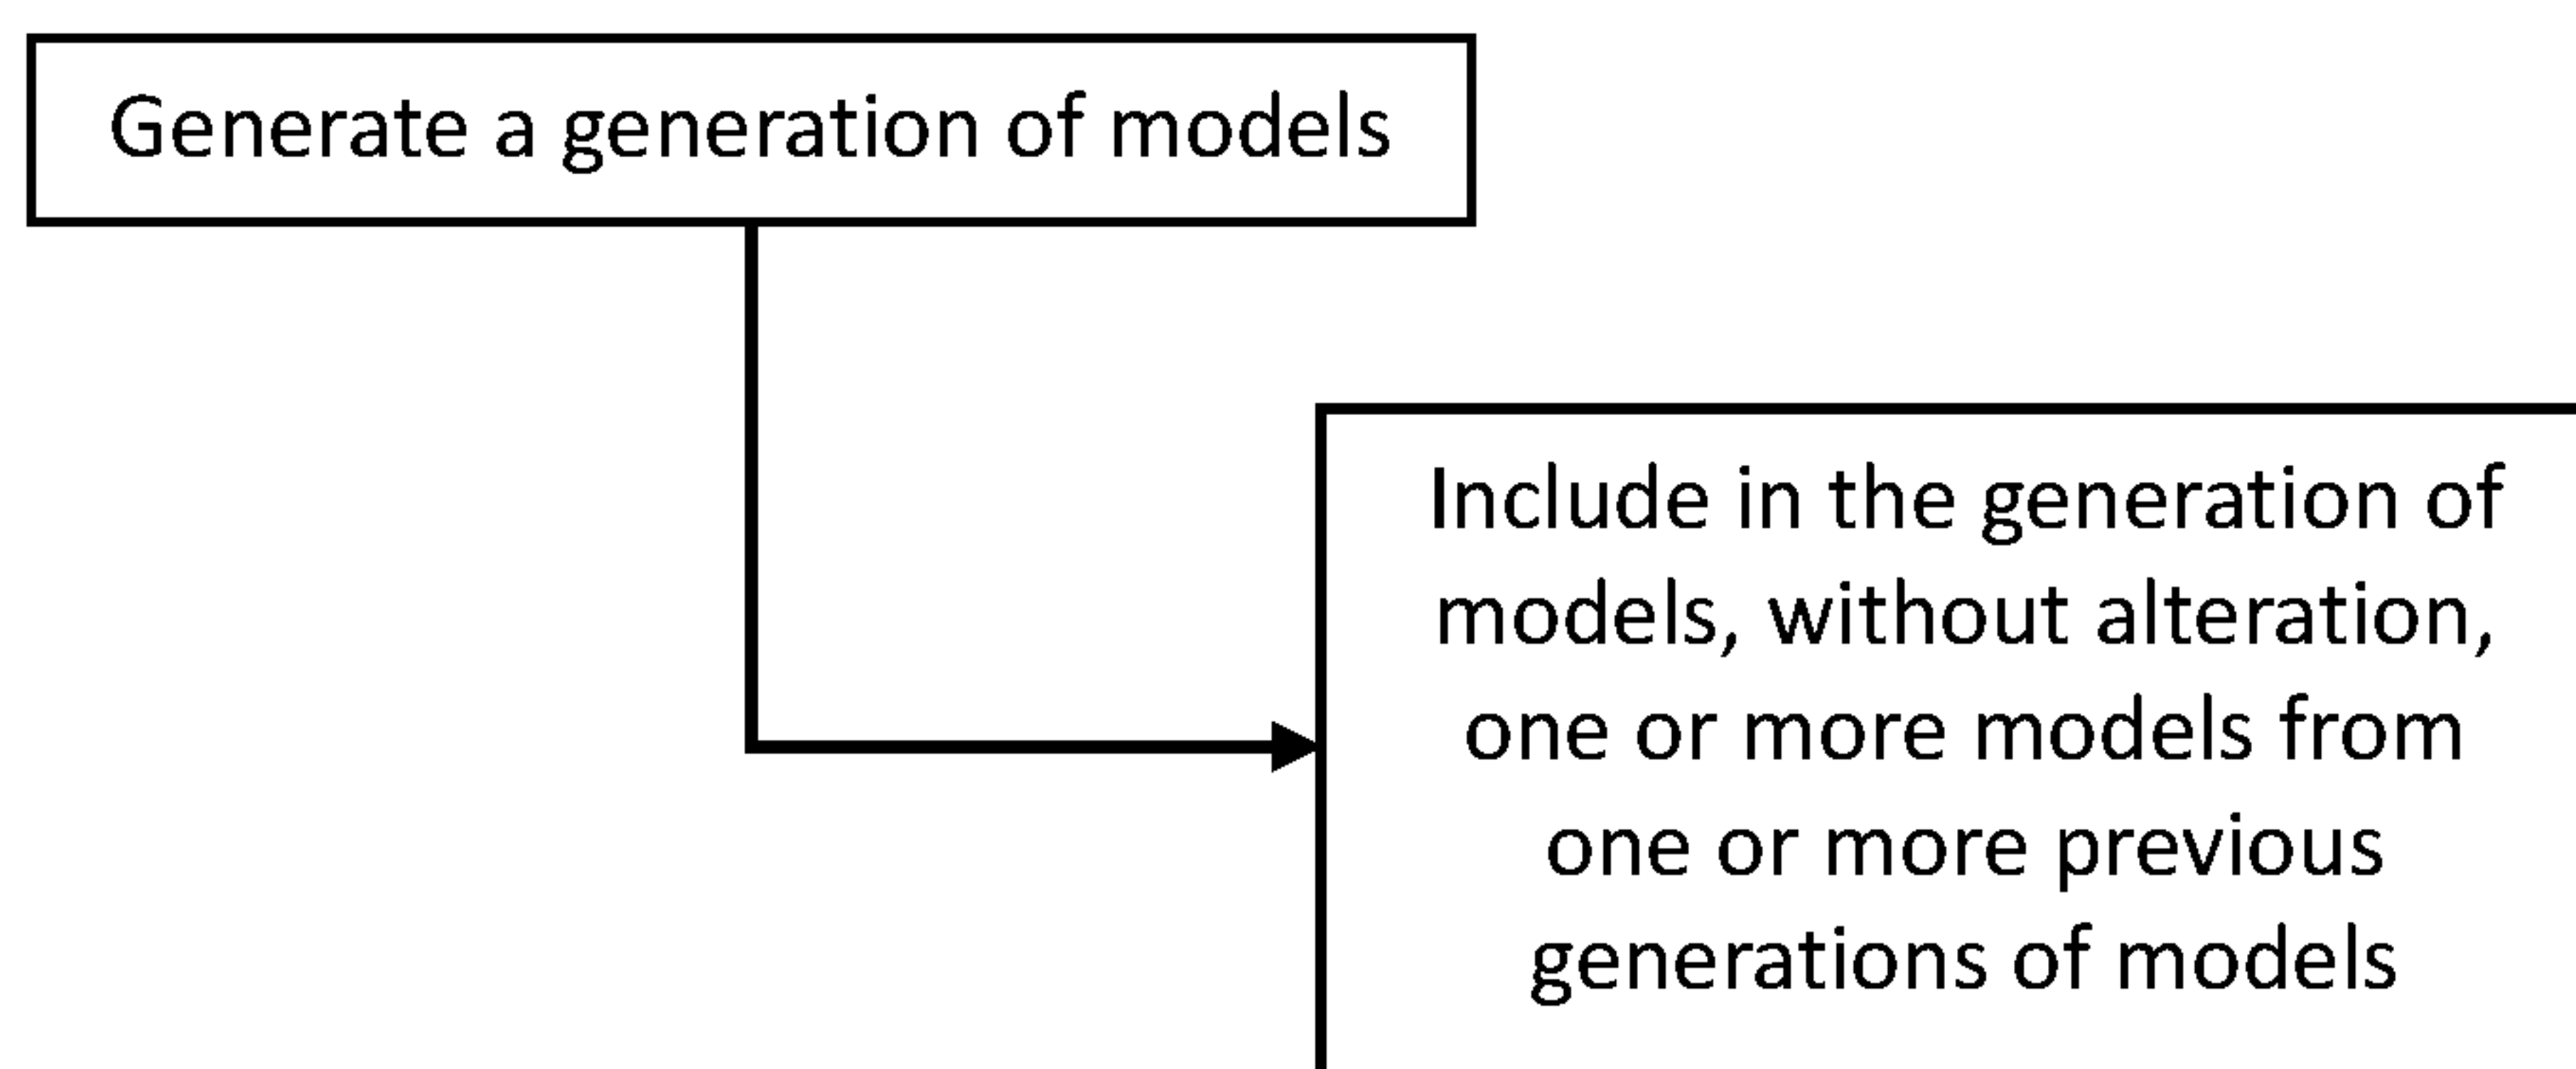 Generate a generation of models
Include in the generation of
models, without alteration,
one or more models from
one or more previous
generations of models